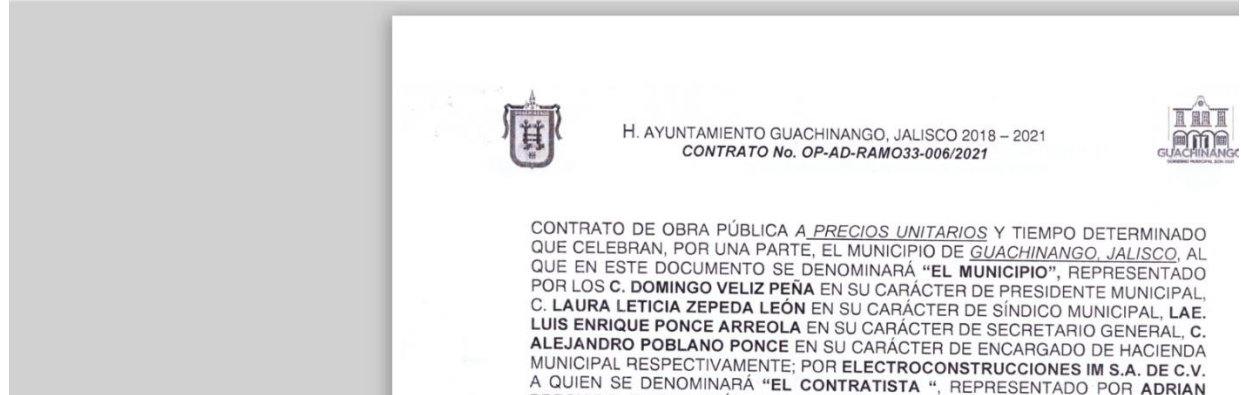 H. AYUNTAMIENTO GUACHINANGO, JALISCO 2018 – 2021
CONTRATO No. OP-AD-RAMO33-006/2021
GUACHINANGO
CONTRATO DE OBRA PÚBLICA A PRECIOS UNITARIOS Y TIEMPO DETERMINADO
QUE CELEBRAN, POR UNA PARTE, EL MUNICIPIO DE GUACHINANGO, JALISCO, AL
QUE EN ESTE DOCUMENTO SE DENOMINARÁ “EL MUNICIPIO”, REPRESENTADO
POR LOS C. DOMINGO VELIZ PEÑA EN SU CARÁCTER DE PRESIDENTE MUNICIPAL,
C. LAURA LETICIA ZEPEDA LEÓN EN SU CARÁCTER DE SÍNDICO MUNICIPAL, LAE.
LUIS ENRIQUE PONCE ARREOLA EN SU CARÁCTER DE SECRETARIO GENERAL, C.
ALEJANDRO POBLANO PONCE EN SU CARÁCTER DE ENCARGADO DE HACIENDA
MUNICIPAL RESPECTIVAMENTE; POR ELECTROCONSTRUCCIONES IM S.A. DE C.V.
A QUIEN SE DENOMINARÁ “EL CONTRATISTA “, REPRESENTADO POR ADRIAN